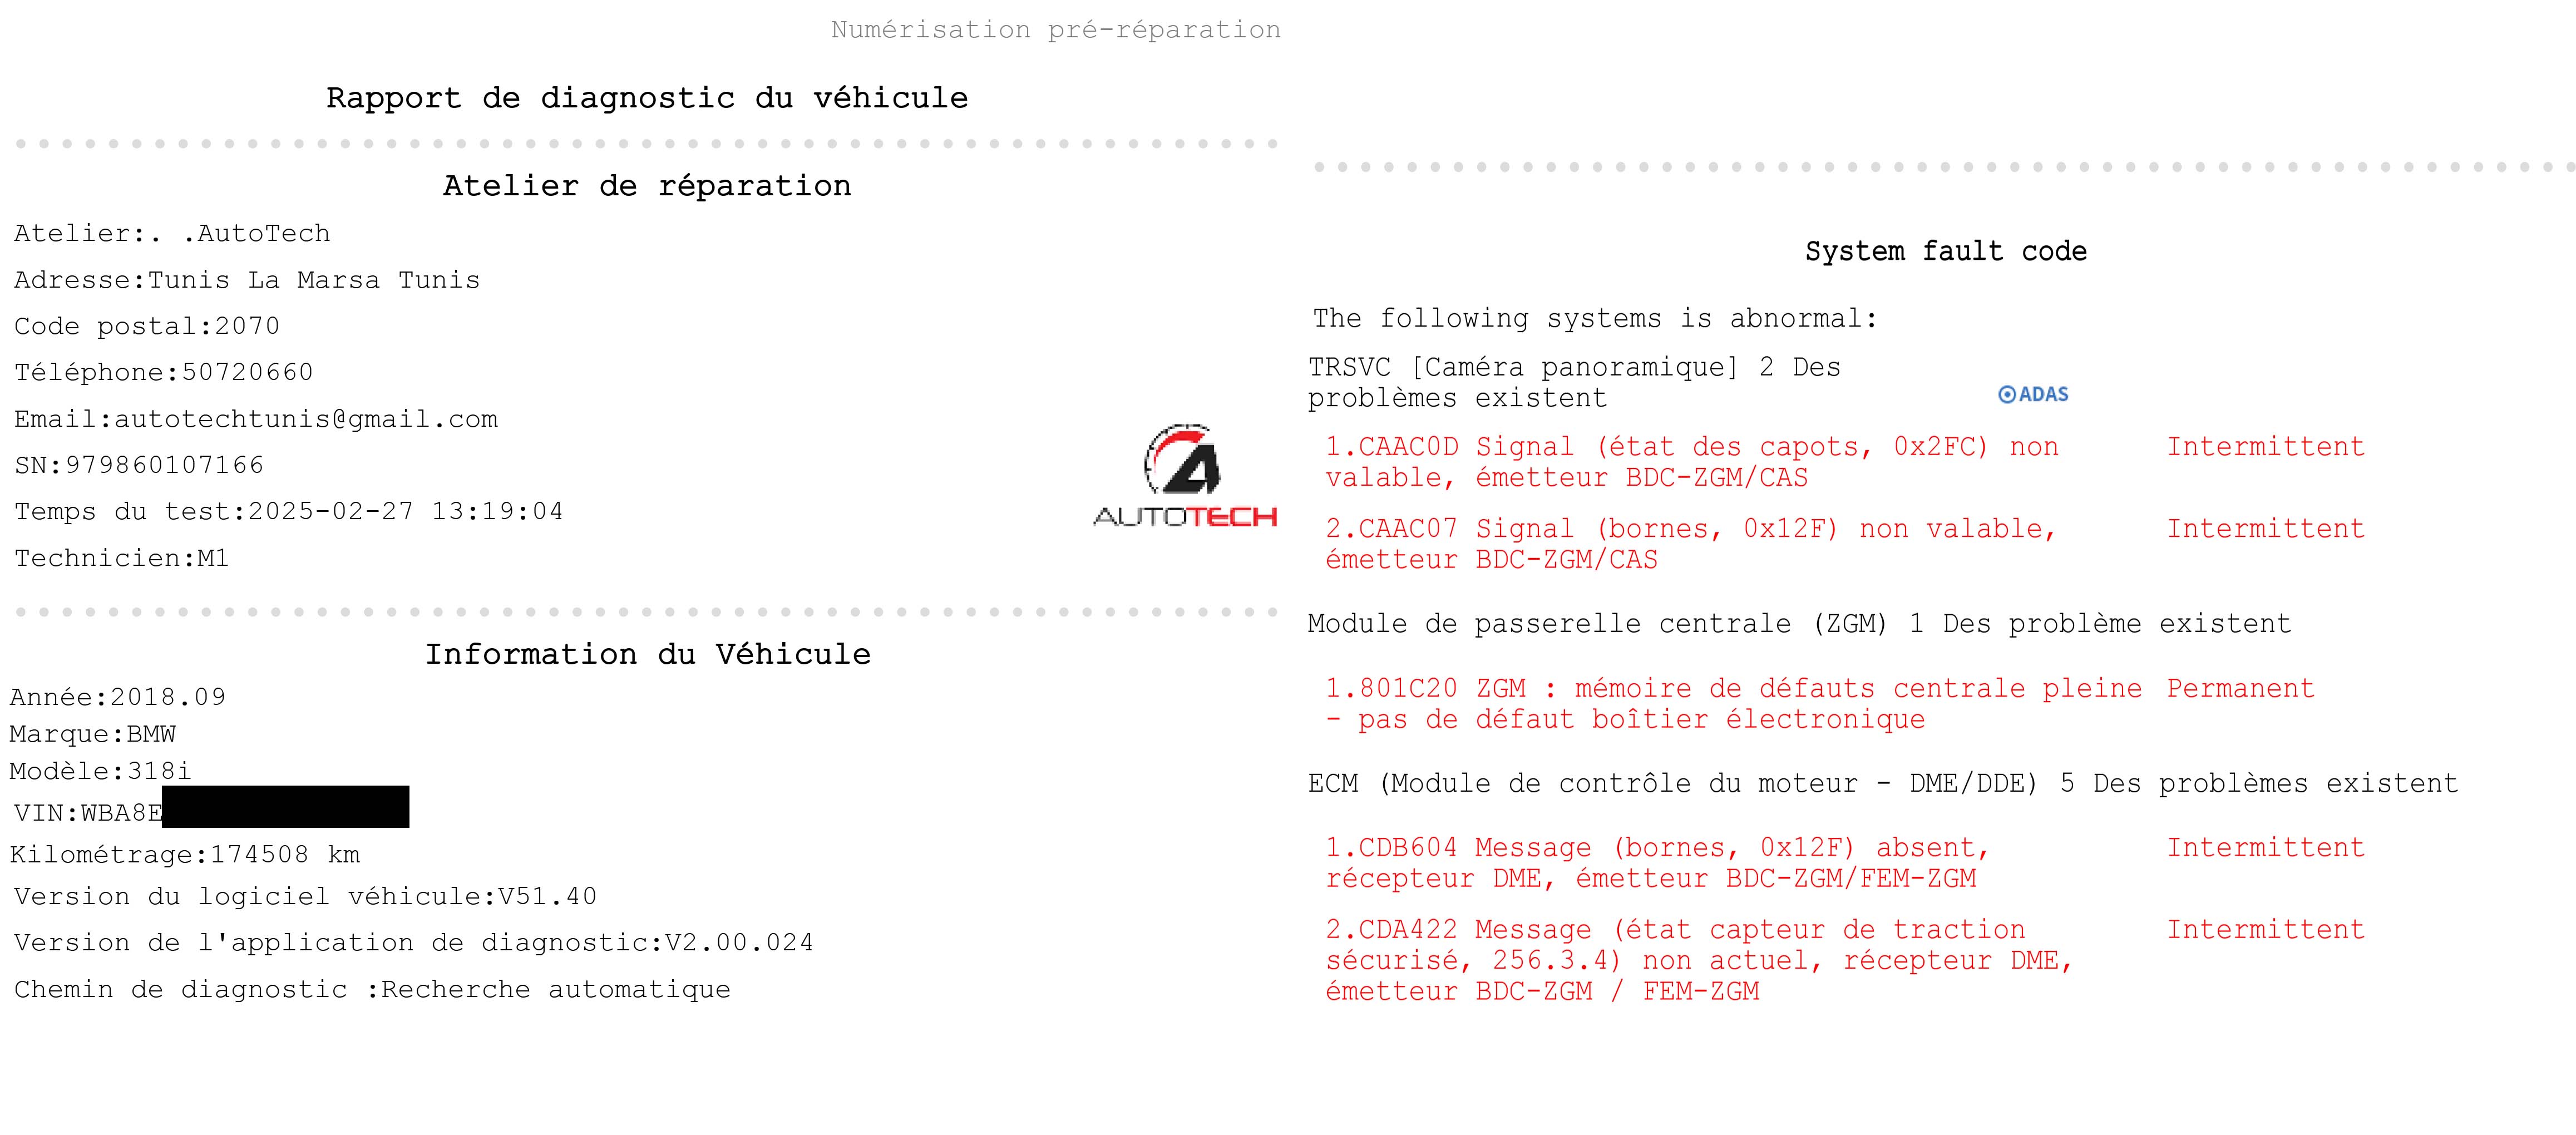 Numérisation pré-réparation
Rapport de diagnostic du véhicule
Atelier de réparation
Atelier:. .AutoTech
Adresse:Tunis La Marsa Tunis
Code postal:2070
Téléphone:50720660
Email:autotechtunis@gmail.com
SN:979860107166
Temps du test:2025-02-27 13:19:04
Technicien:M1
AUTOTECH
Information du Véhicule
Année:2018.09
Marque:BMW
Modèle:318i
VIN:WBA8E
Kilométrage:174508 km
Version du logiciel véhicule:V51.40
Version de l'application de diagnostic:V2.00.024
Chemin de diagnostic :Recherche automatique
System fault code
The following systems is abnormal:
TRSVC [Caméra panoramique] 2 Des
problèmes existent
ADAS
1.CAAC0D Signal (état des capots, 0x2FC) non Intermittent
valable, émetteur BDC-ZGM/CAS
2.CAAC07 Signal (bornes, 0x12F) non valable, Intermittent
émetteur BDC-ZGM/CAS
Module de passerelle centrale (ZGM) 1 Des problème existent
1.801C20 ZGM : mémoire de défauts centrale pleine Permanent
- pas de défaut boîtier électronique
ECM (Module de contrôle du moteur - DME/DDE) 5 Des problèmes existent
1.CDB604 Message (bornes, 0x12F) absent, Intermittent
récepteur DME, émetteur BDC-ZGM/FEM-ZGM
2.CDA422 Message (état capteur de traction Intermittent
sécurisé, 256.3.4) non actuel, récepteur DME,
émetteur BDC-ZGM / FEM-ZGM